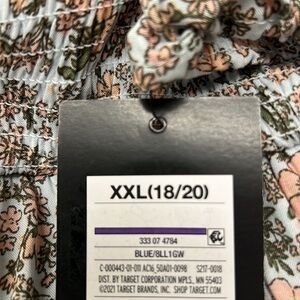 XXL(18/20)
333 07 4784
BLUE/8LL1GW
C-000443-01-011 AC16_50A01-0098 S217-0018
DIST. BY TARGET CORPORATION MPLS, MN 55403
©2021 TARGET BRANDS, INC. SHOP TARGET.COM